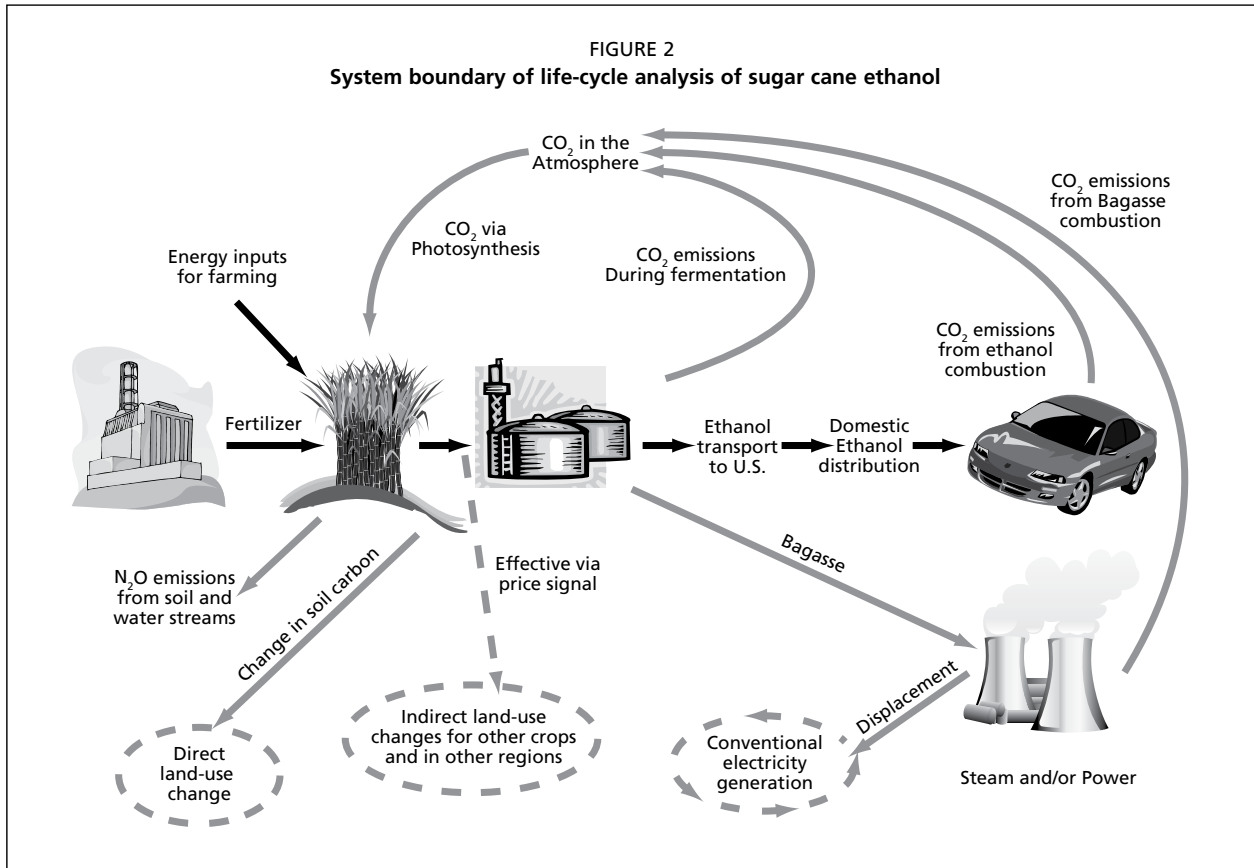 FIGURE 2
System boundary of life-cycle analysis of sugar cane ethanol
CO₂ in the
Atmosphere
CO₂ emissions
from Bagasse
combustion
CO₂ via
Photosynthesis
Energy inputs
for farming
CO₂ emissions
During fermentation
CO₂ emissions
from ethanol
combustion
Fertilizer
Ethanol
transport
to U.S.
Domestic
Ethanol
distribution
N₂O emissions
from soil and
water streams
Change in soil carbon
Effective via
price signal
Bagasse
Displacement
Direct
land-use
change
Indirect land-use
changes for other crops
and in other regions
Conventional
electricity
generation
Steam and/or Power